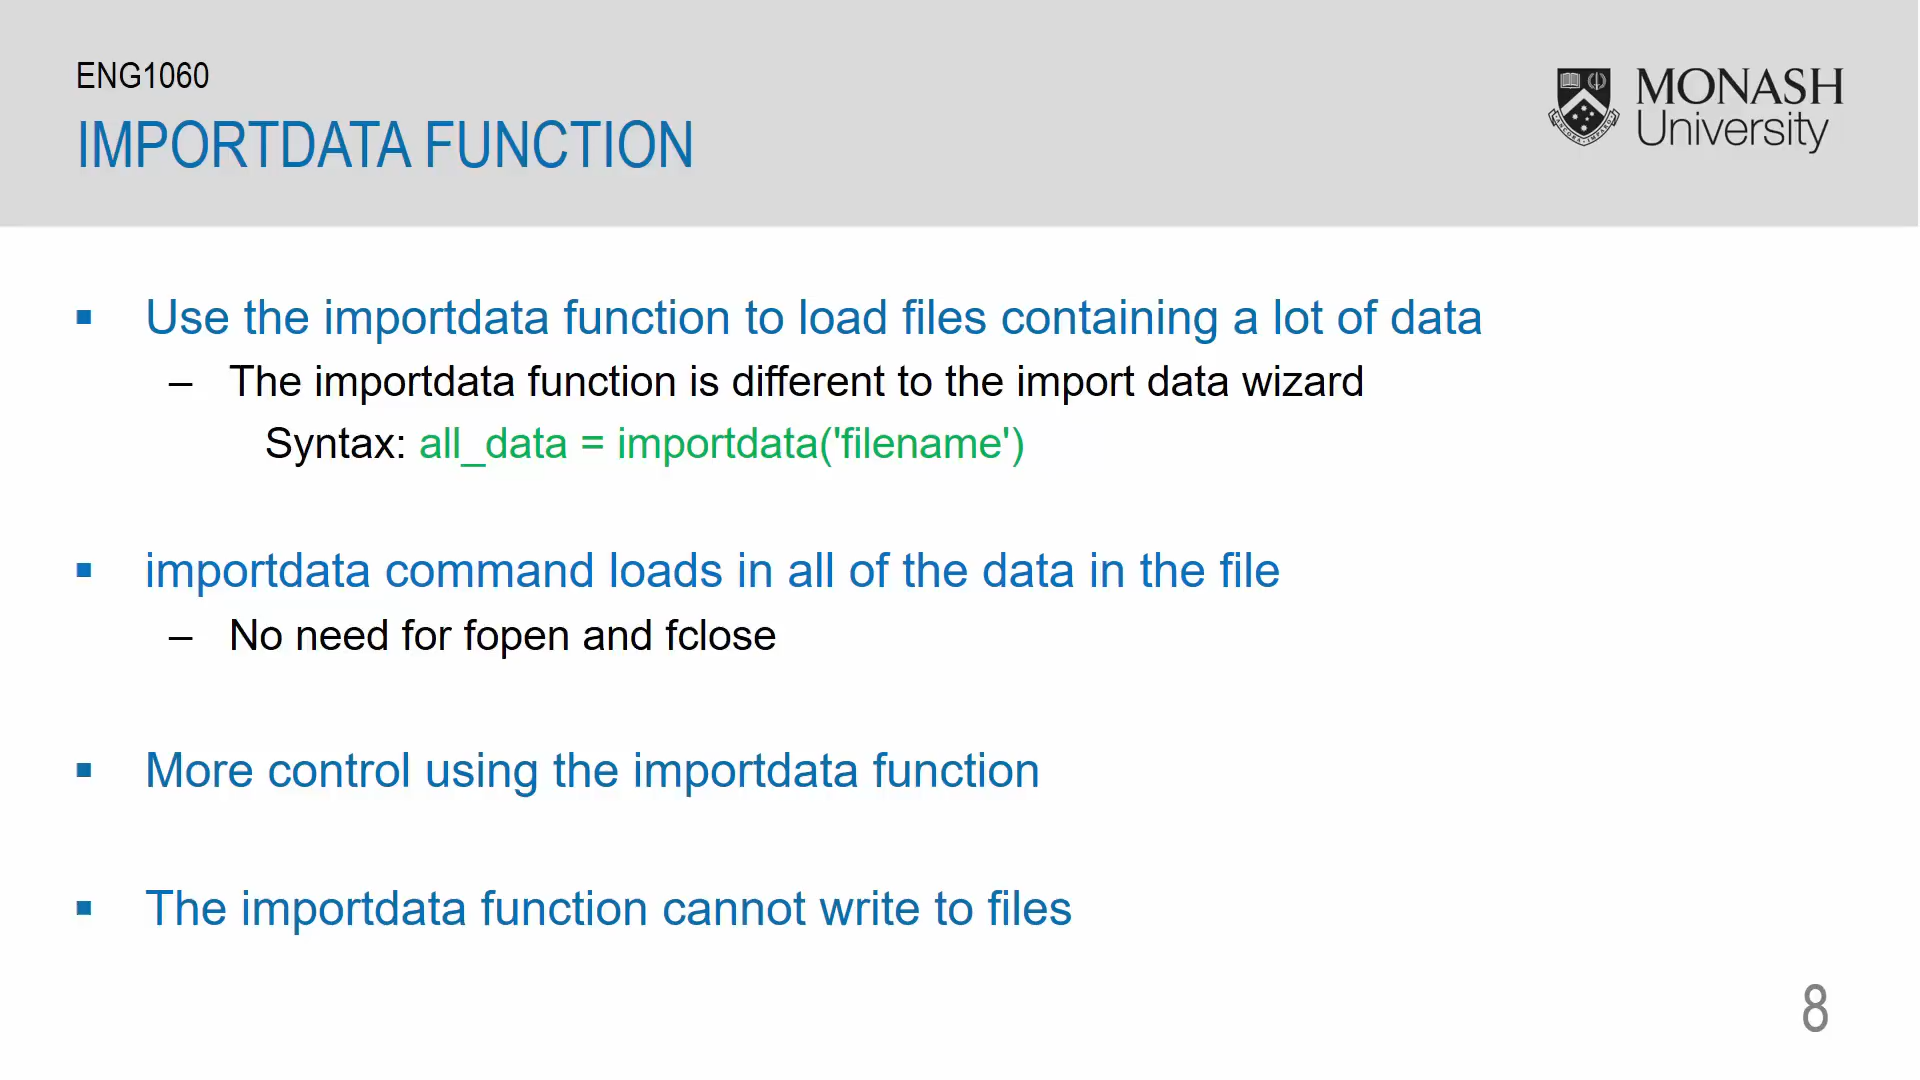 ENG1060
IMPORTDATA FUNCTION
MONASH
University
▪ Use the importdata function to load files containing a lot of data
– The importdata function is different to the import data wizard
Syntax: all_data = importdata('filename')
▪ importdata command loads in all of the data in the file
– No need for fopen and fclose
▪ More control using the importdata function
▪ The importdata function cannot write to files
8